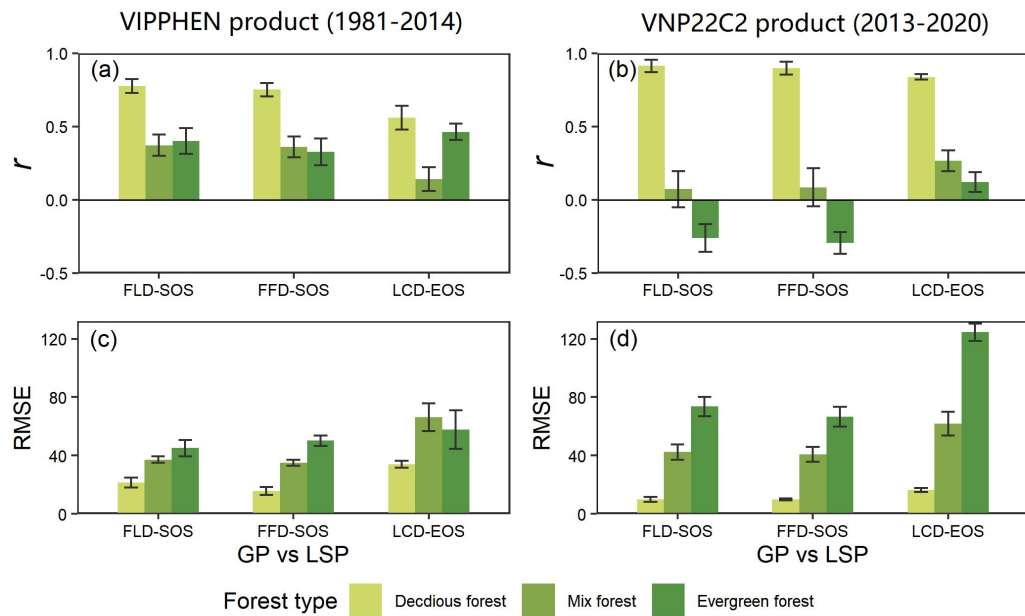 VIPPHEN product (1981-2014)
VNP22C2 product (2013-2020)
(a)
r
1.0
0.5
0.0
-0.5
FLD-SOS FFD-SOS LCD-EOS
(b)
r
1.0
0.5
0.0
-0.5
FLD-SOS FFD-SOS LCD-EOS
(c)
RMSE
120
80
40
0
FLD-SOS FFD-SOS LCD-EOS
GP vs LSP
(d)
RMSE
120
80
40
0
FLD-SOS FFD-SOS LCD-EOS
GP vs LSP
Forest type Decdious forest Mix forest Evergreen forest